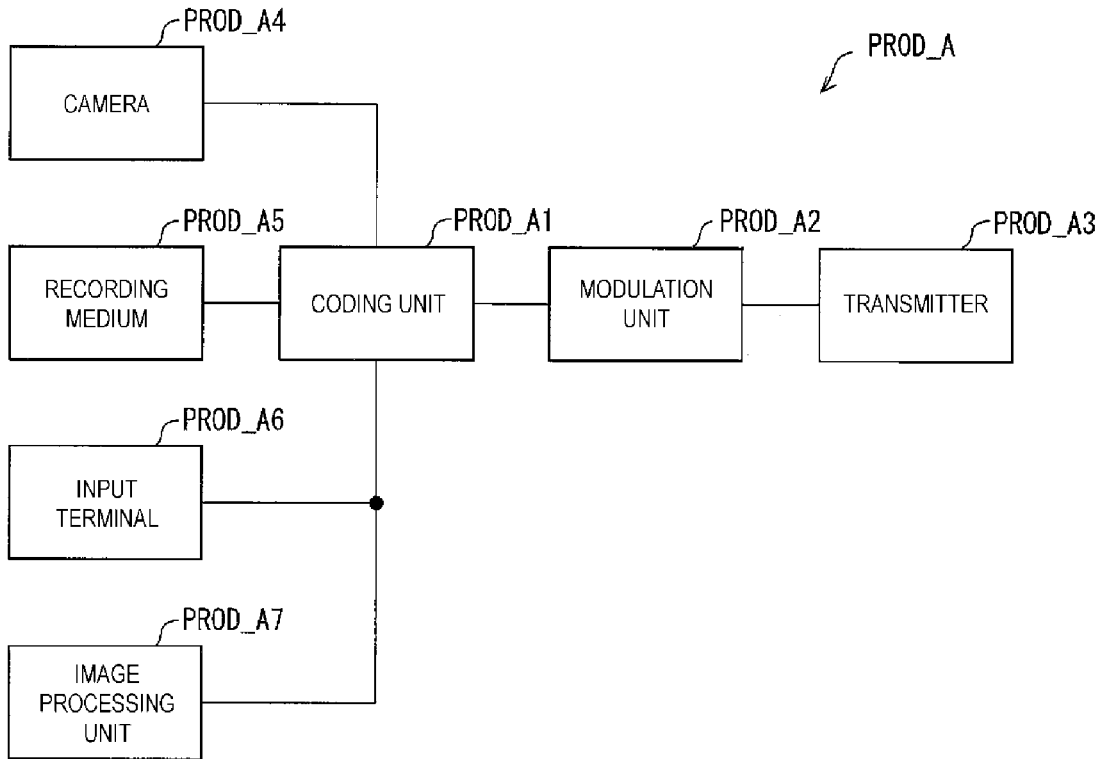 PROD_A4
CAMERA
PROD_A
PROD_A5
RECORDING
MEDIUM
PROD_A1
CODING UNIT
PROD_A2
MODULATION
UNIT
PROD_A3
TRANSMITTER
PROD_A6
INPUT
TERMINAL
PROD_A7
IMAGE
PROCESSING
UNIT